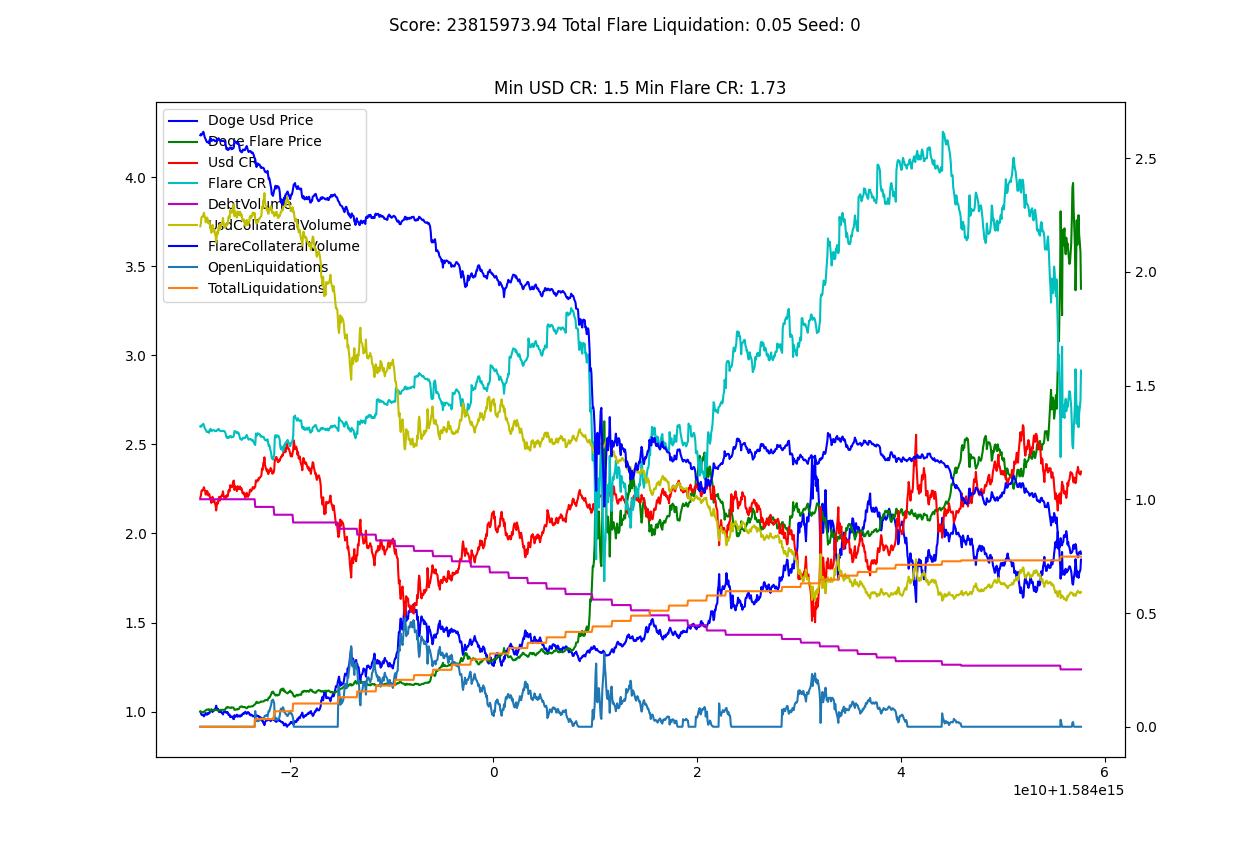 Score: 23815973.94 Total Flare Liquidation: 0.05 Seed: 0
Min USD CR: 1.5 Min Flare CR: 1.73
Doge Usd Price
Doge Flare Price
Usd CR
Flare CR
DebtVolume
UsdCollateralVolume
FlareCollateralVolume
OpenLiquidations
TotalLiquidations
4.0
3.5
3.0
2.5
2.0
1.5
1.0
2.5
2.0
1.5
1.0
0.5
0.0
−2
0
2
4
6
1e10+1.584e15